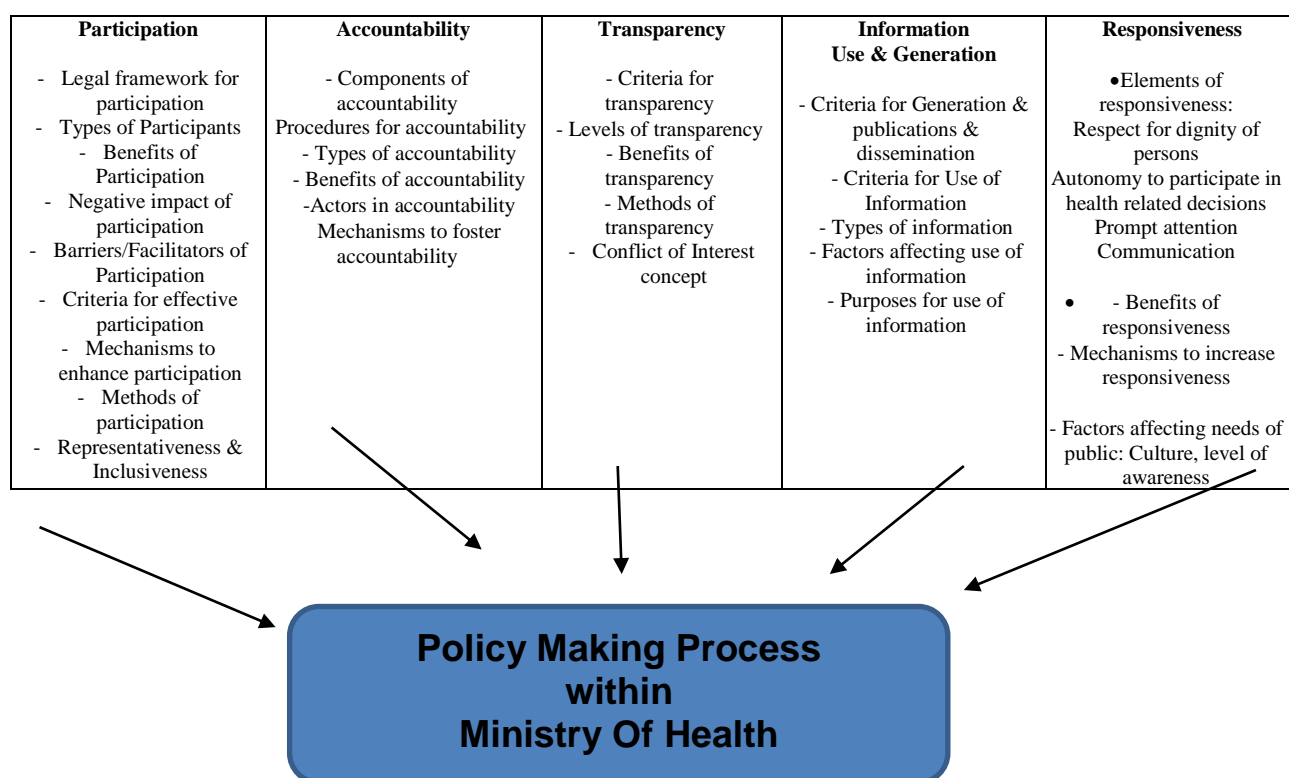 Participation
- Legal framework for
participation
- Types of Participants
- Benefits of
Participation
- Negative impact of
participation
- Barriers/Facilitators of
Participation
- Criteria for effective
participation
- Mechanisms to
enhance participation
- Methods of
participation
- Representativeness &
Inclusiveness
Accountability
- Components of
accountability
Procedures for accountability
- Types of accountability
- Benefits of accountability
-Actors in accountability
Mechanisms to foster
accountability
Transparency
- Criteria for
transparency
- Levels of transparency
- Benefits of
transparency
- Methods of
transparency
- Conflict of Interest
concept
Information
Use & Generation
- Criteria for Generation &
publications &
dissemination
- Criteria for Use of
Information
- Types of information
- Factors affecting use of
information
- Purposes for use of
information
Responsiveness
•Elements of
responsiveness:
Respect for dignity of
persons
Autonomy to participate in
health related decisions
Prompt attention
Communication
• - Benefits of
responsiveness
- Mechanisms to increase
responsiveness
- Factors affecting needs of
public: Culture, level of
awareness
Policy Making Process
within
Ministry Of Health